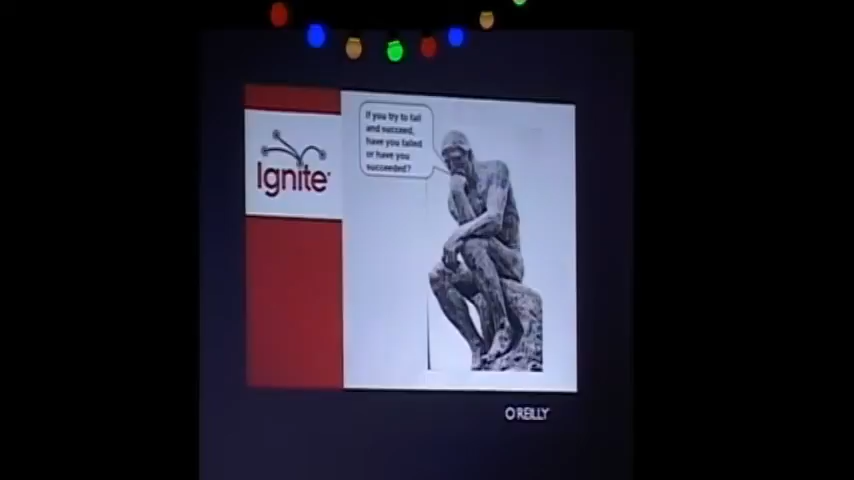 If you try to fail
and succeed,
have you failed
or have you
succeeded?
Ignite
O'REILLY